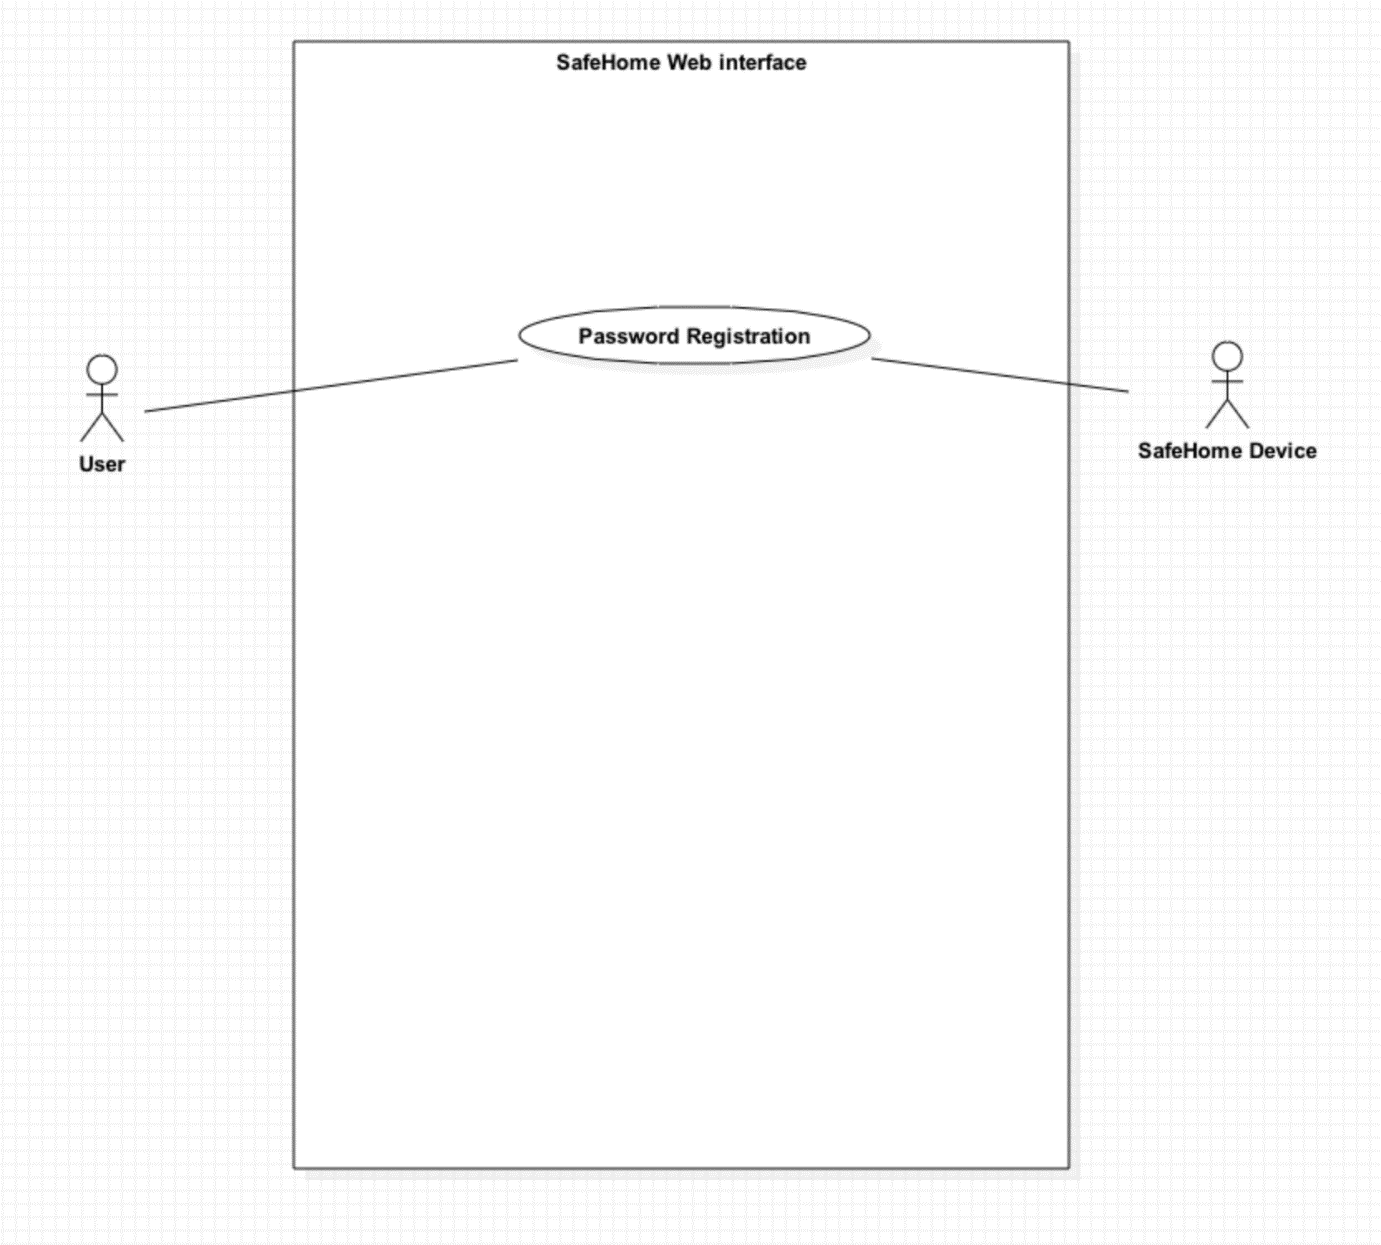 SafeHome Web interface
Password Registration
User
SafeHome Device